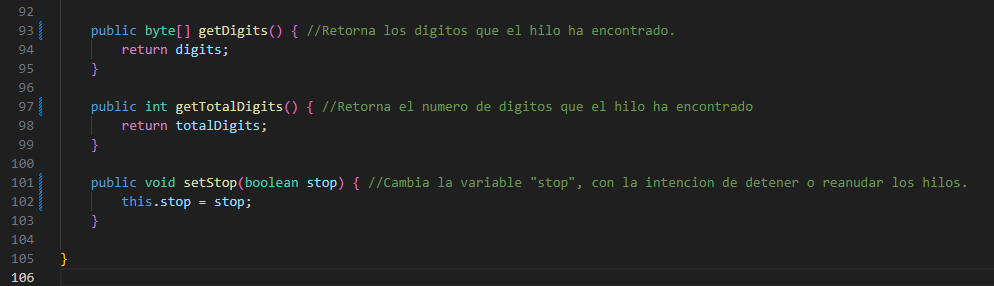 92
93 public byte[] getDigits() { //Retorna los digitos que el hilo ha encontrado.
94 return digits;
95 }
96
97 public int getTotalDigits() { //Retorna el numero de digitos que el hilo ha encontrado
98 return totalDigits;
99 }
100
101 public void setStop(boolean stop) { //Cambia la variable "stop", con la intencion de detener o reanudar los hilos.
102 this.stop = stop;
103 }
104
105 }
106